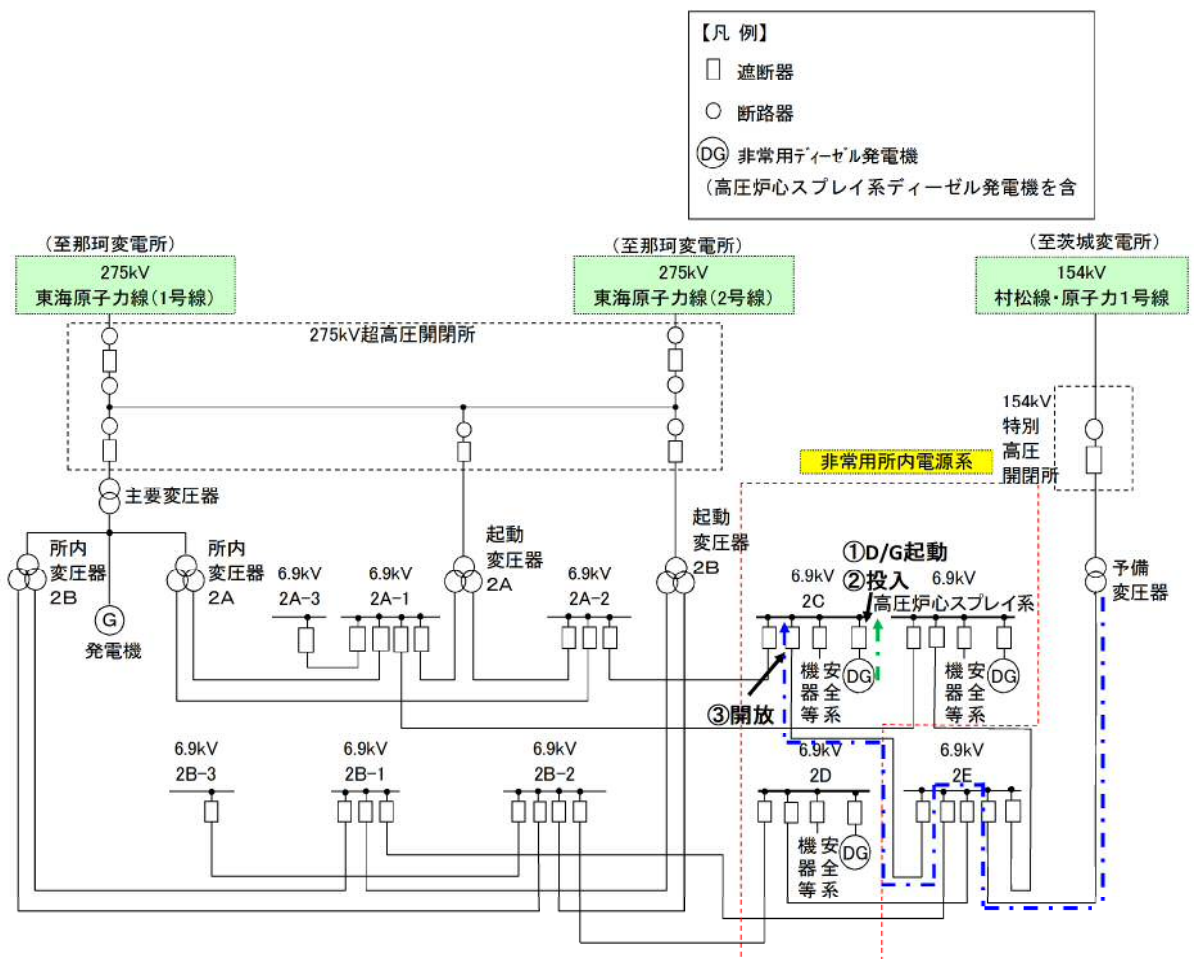 【凡 例】
遮断器
断路器
DG 非常用ディーゼル発電機
（高圧炉心スプレイ系ディーゼル発電機を含
（至那珂変電所）
275kV
東海原子力線（1号線）
（至那珂変電所）
275kV
東海原子力線（2号線）
（至茨城変電所）
154kV
村松線・原子力１号線
275kV超高圧開閉所
154kV
特別
高圧
開閉所
非常用所内電源系
主要変圧器
所内
変圧器
2B
所内
変圧器
2A
G
発電機
起動
変圧器
2A
起動
変圧器
2B
予備
変圧器
6.9kV
2A-3
6.9kV
2A-1
6.9kV
2A-2
①D/G起動
②投入
6.9kV
2C
6.9kV
高圧炉心スプレイ系
安全系
機器等
DG
安全系
機器等
DG
③開放
6.9kV
2B-3
6.9kV
2B-1
6.9kV
2B-2
6.9kV
2D
6.9kV
2E
安全系
機器等
DG